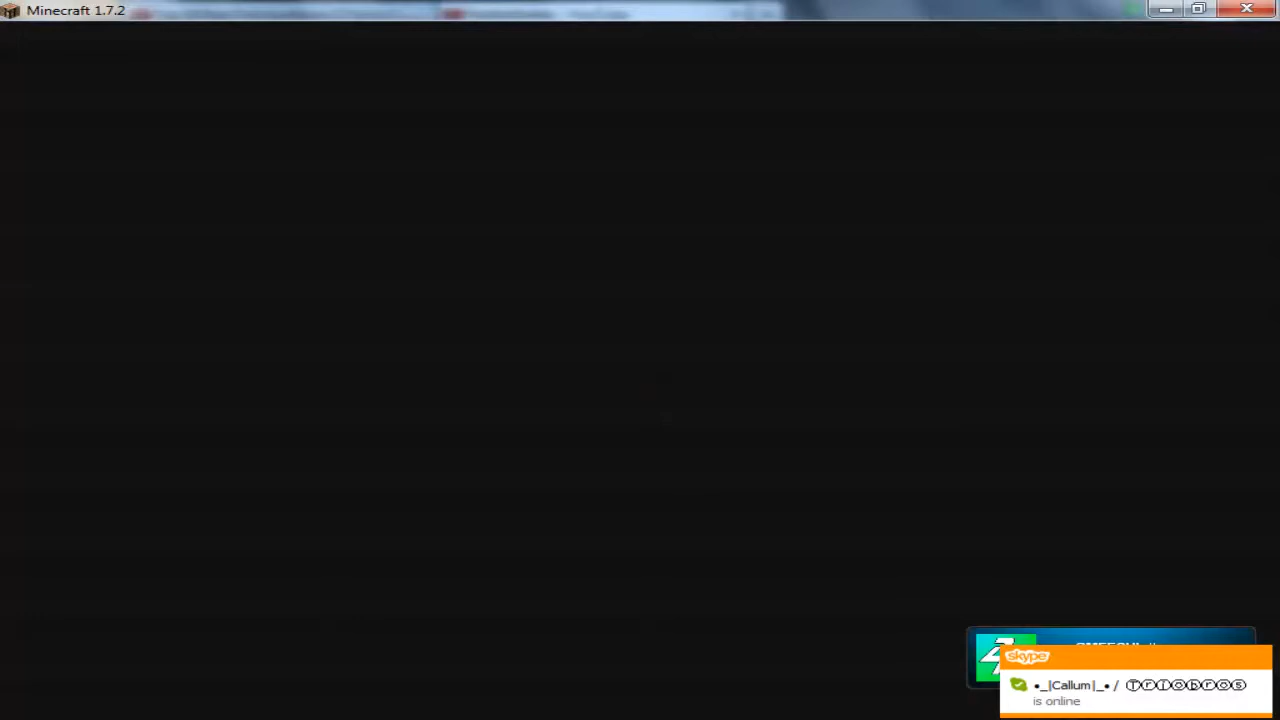 Minecraft 1.7.2
skype
•_|Callum|_• / Ⓣⓡⓘⓞⓑⓡⓞⓢ
is online